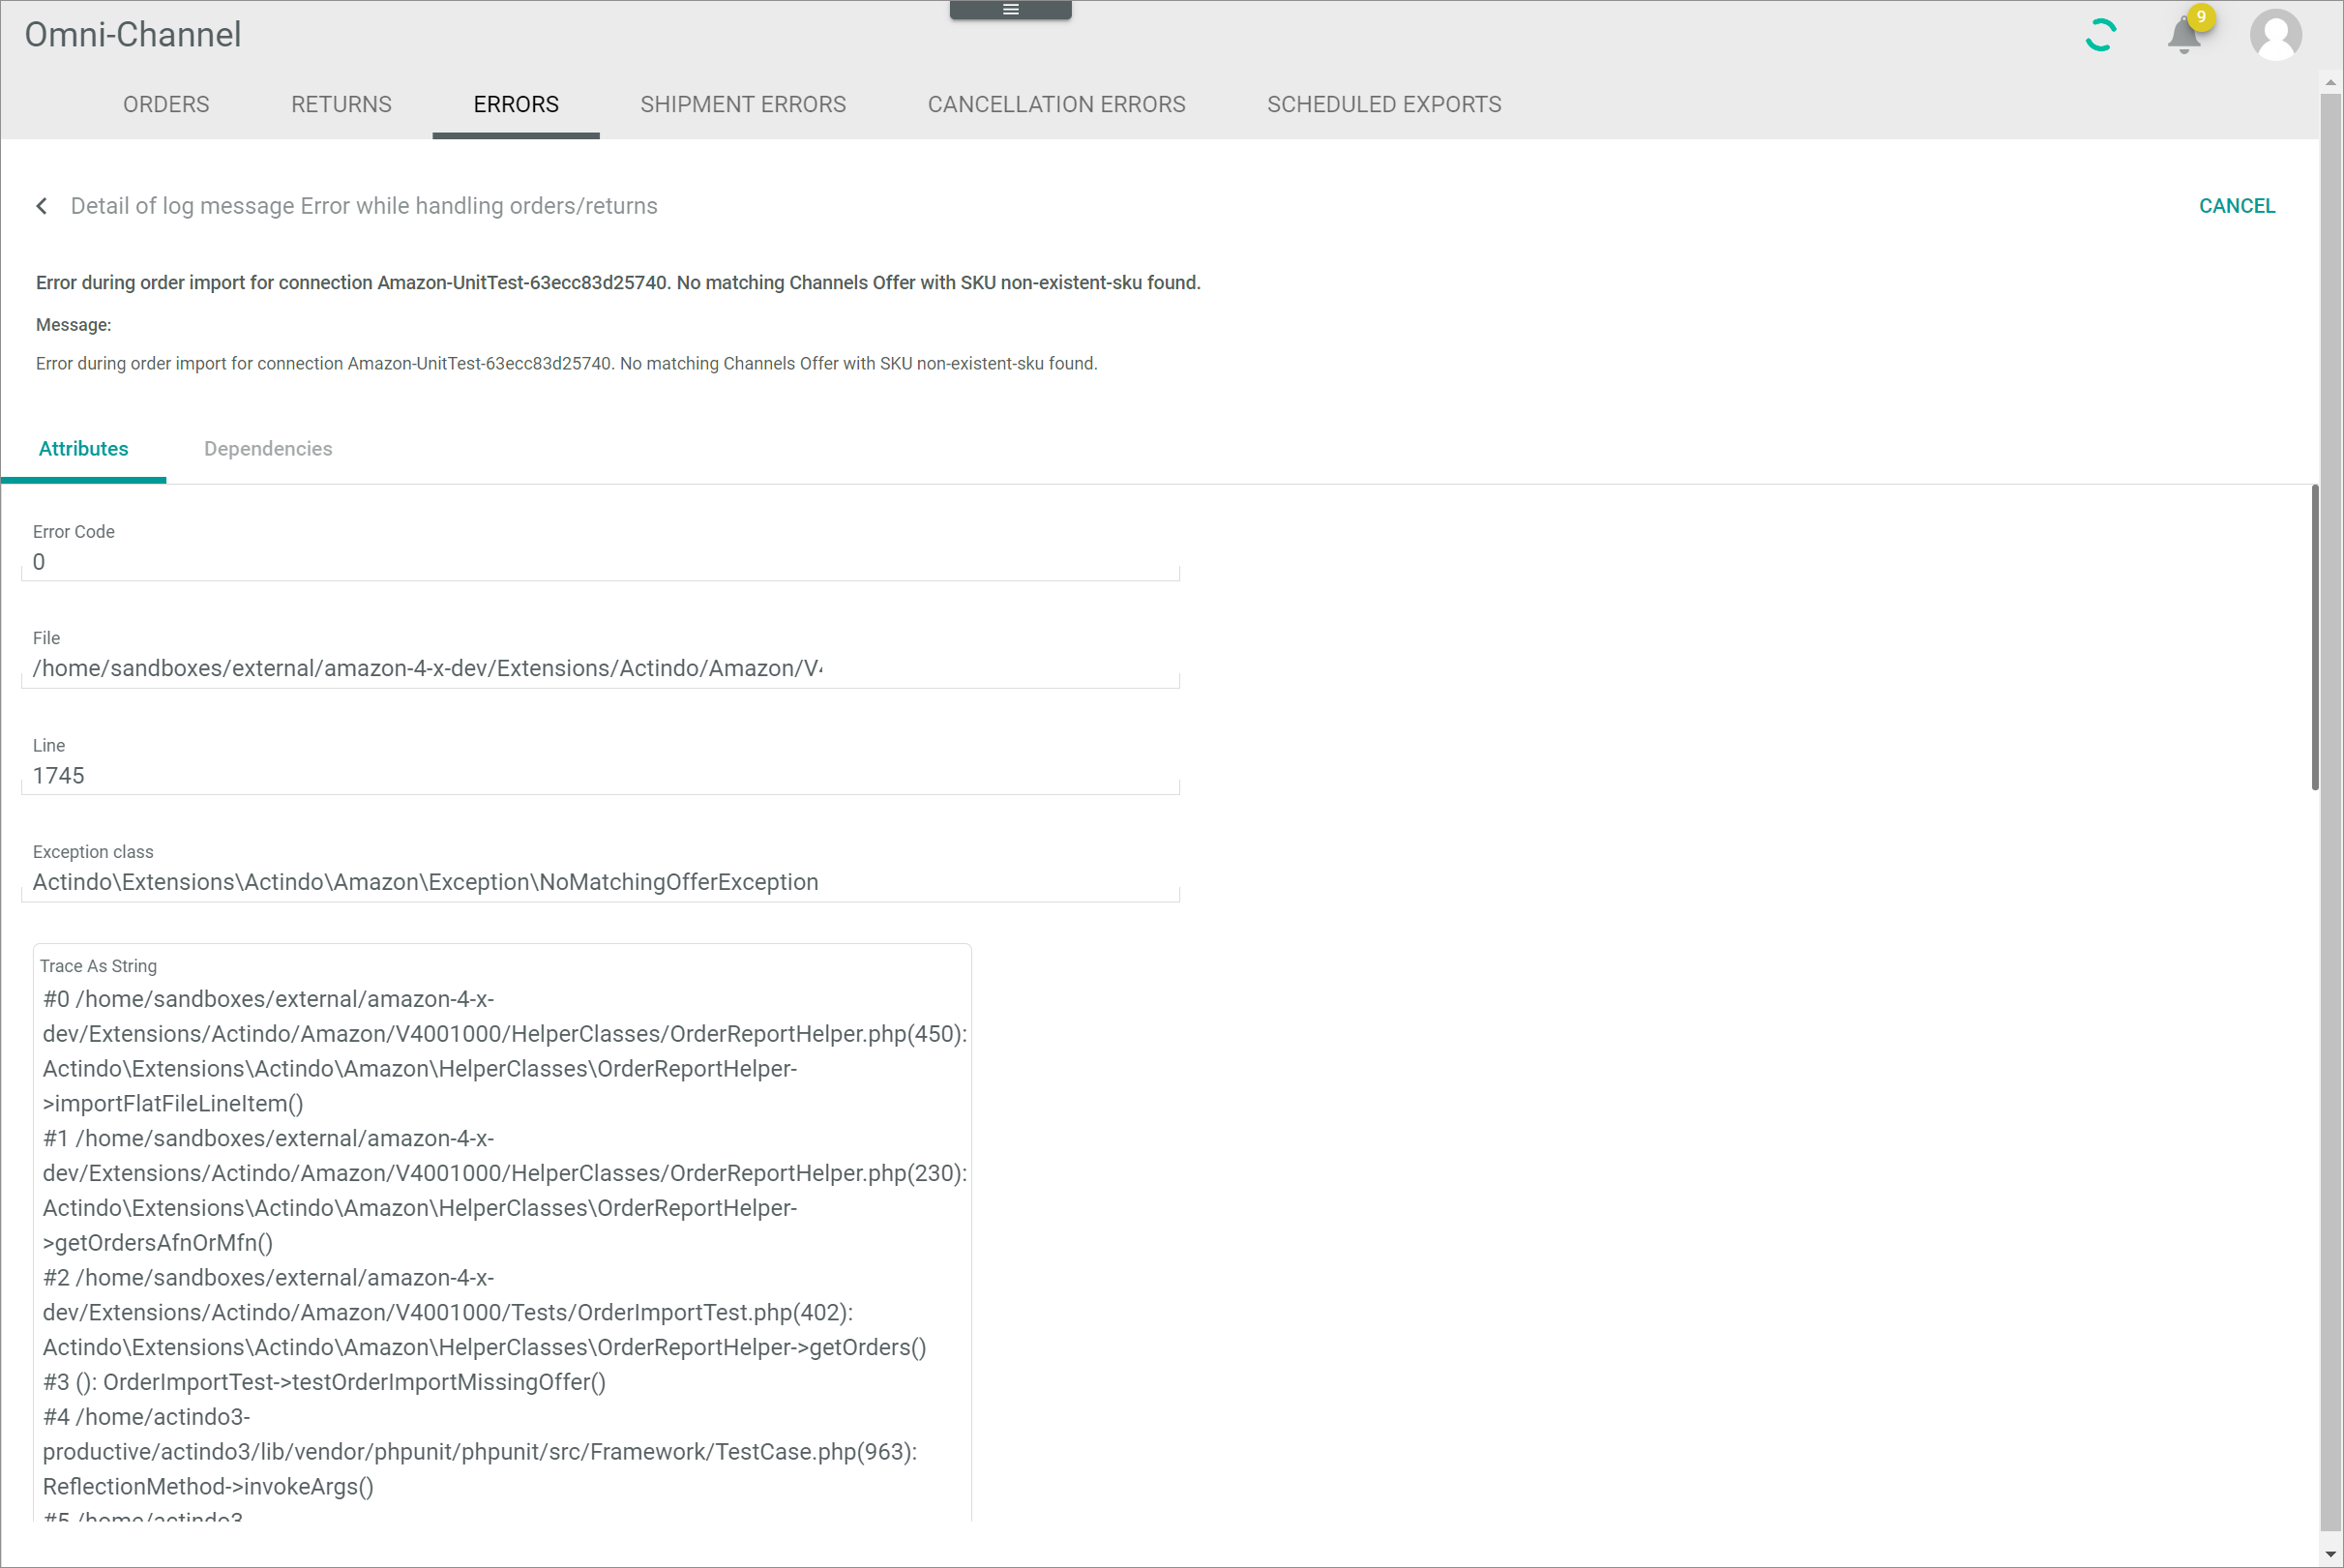 Omni-Channel
9
ORDERS RETURNS ERRORS SHIPMENT ERRORS CANCELLATION ERRORS SCHEDULED EXPORTS
Detail of log message Error while handling orders/returns
CANCEL
Error during order import for connection Amazon-UnitTest-63ecc83d25740. No matching Channels Offer with SKU non-existent-sku found.
Message:
Error during order import for connection Amazon-UnitTest-63ecc83d25740. No matching Channels Offer with SKU non-existent-sku found.
Attributes Dependencies
Error Code
0
File
/home/sandboxes/external/amazon-4-x-dev/Extensions/Actindo/Amazon/V4
Line
1745
Exception class
Actindo\Extensions\Actindo\Amazon\Exception\NoMatchingOfferException
Trace As String
#0 /home/sandboxes/external/amazon-4-x-
dev/Extensions/Actindo/Amazon/V4001000/HelperClasses/OrderReportHelper.php(450):
Actindo\Extensions\Actindo\Amazon\HelperClasses\OrderReportHelper-
>importFlatFileLineItem()
#1 /home/sandboxes/external/amazon-4-x-
dev/Extensions/Actindo/Amazon/V4001000/HelperClasses/OrderReportHelper.php(230):
Actindo\Extensions\Actindo\Amazon\HelperClasses\OrderReportHelper-
>getOrdersAfnOrMfn()
#2 /home/sandboxes/external/amazon-4-x-
dev/Extensions/Actindo/Amazon/V4001000/Tests/OrderImportTest.php(402):
Actindo\Extensions\Actindo\Amazon\HelperClasses\OrderReportHelper->getOrders()
#3 (): OrderImportTest->testOrderImportMissingOffer()
#4 /home/actindo3-
productive/actindo3/lib/vendor/phpunit/phpunit/src/Framework/TestCase.php(963):
ReflectionMethod->invokeArgs()
#5 /home/actindo3-